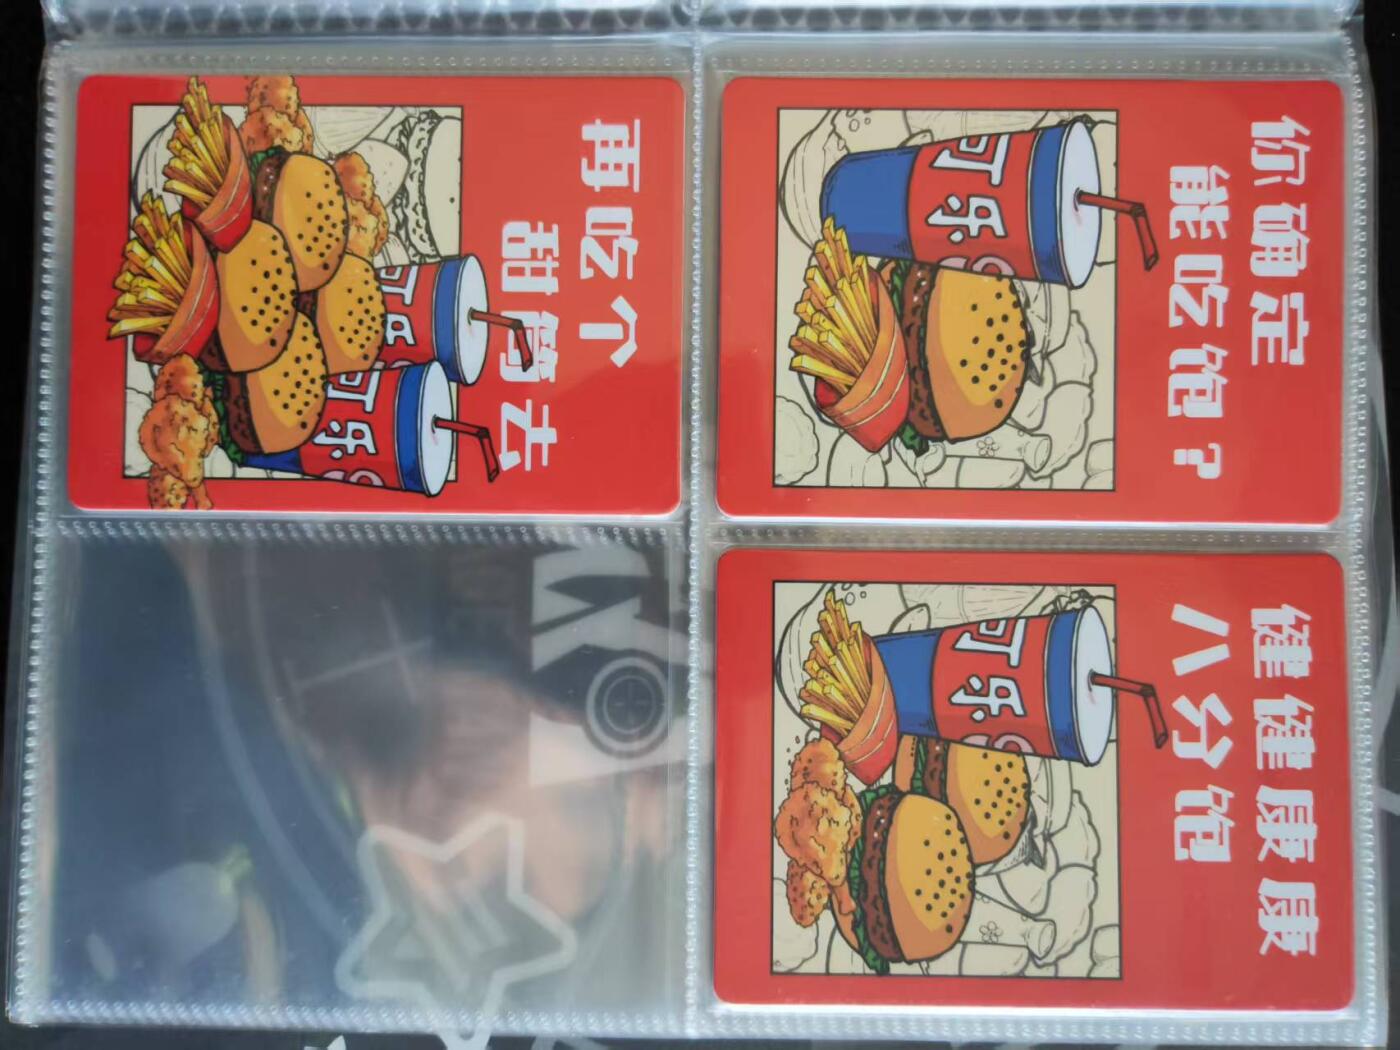 再吃个
甜筒去
可乐
可乐
你确定
能吃饱？
可乐
健健康康
八分饱
可乐